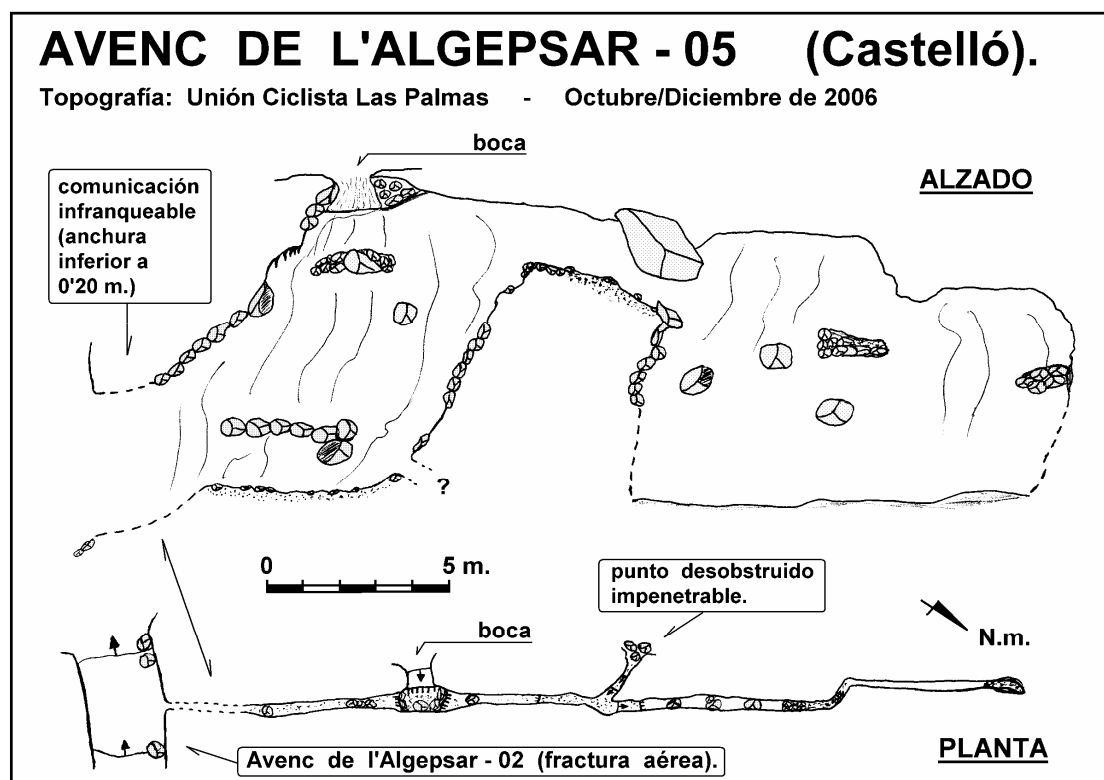 AVENC DE L'ALGEPSAR - 05 (Castelló).
Topografía: Unión Ciclista Las Palmas - Octubre/Diciembre de 2006
boca
ALZADO
comunicación
infranqueable
(anchura
inferior a
0'20 m.)
?
0 5 m.
punto desobstruido
impenetrable.
boca
N.m.
Avenc de l'Algepsar - 02 (fractura aérea).
PLANTA